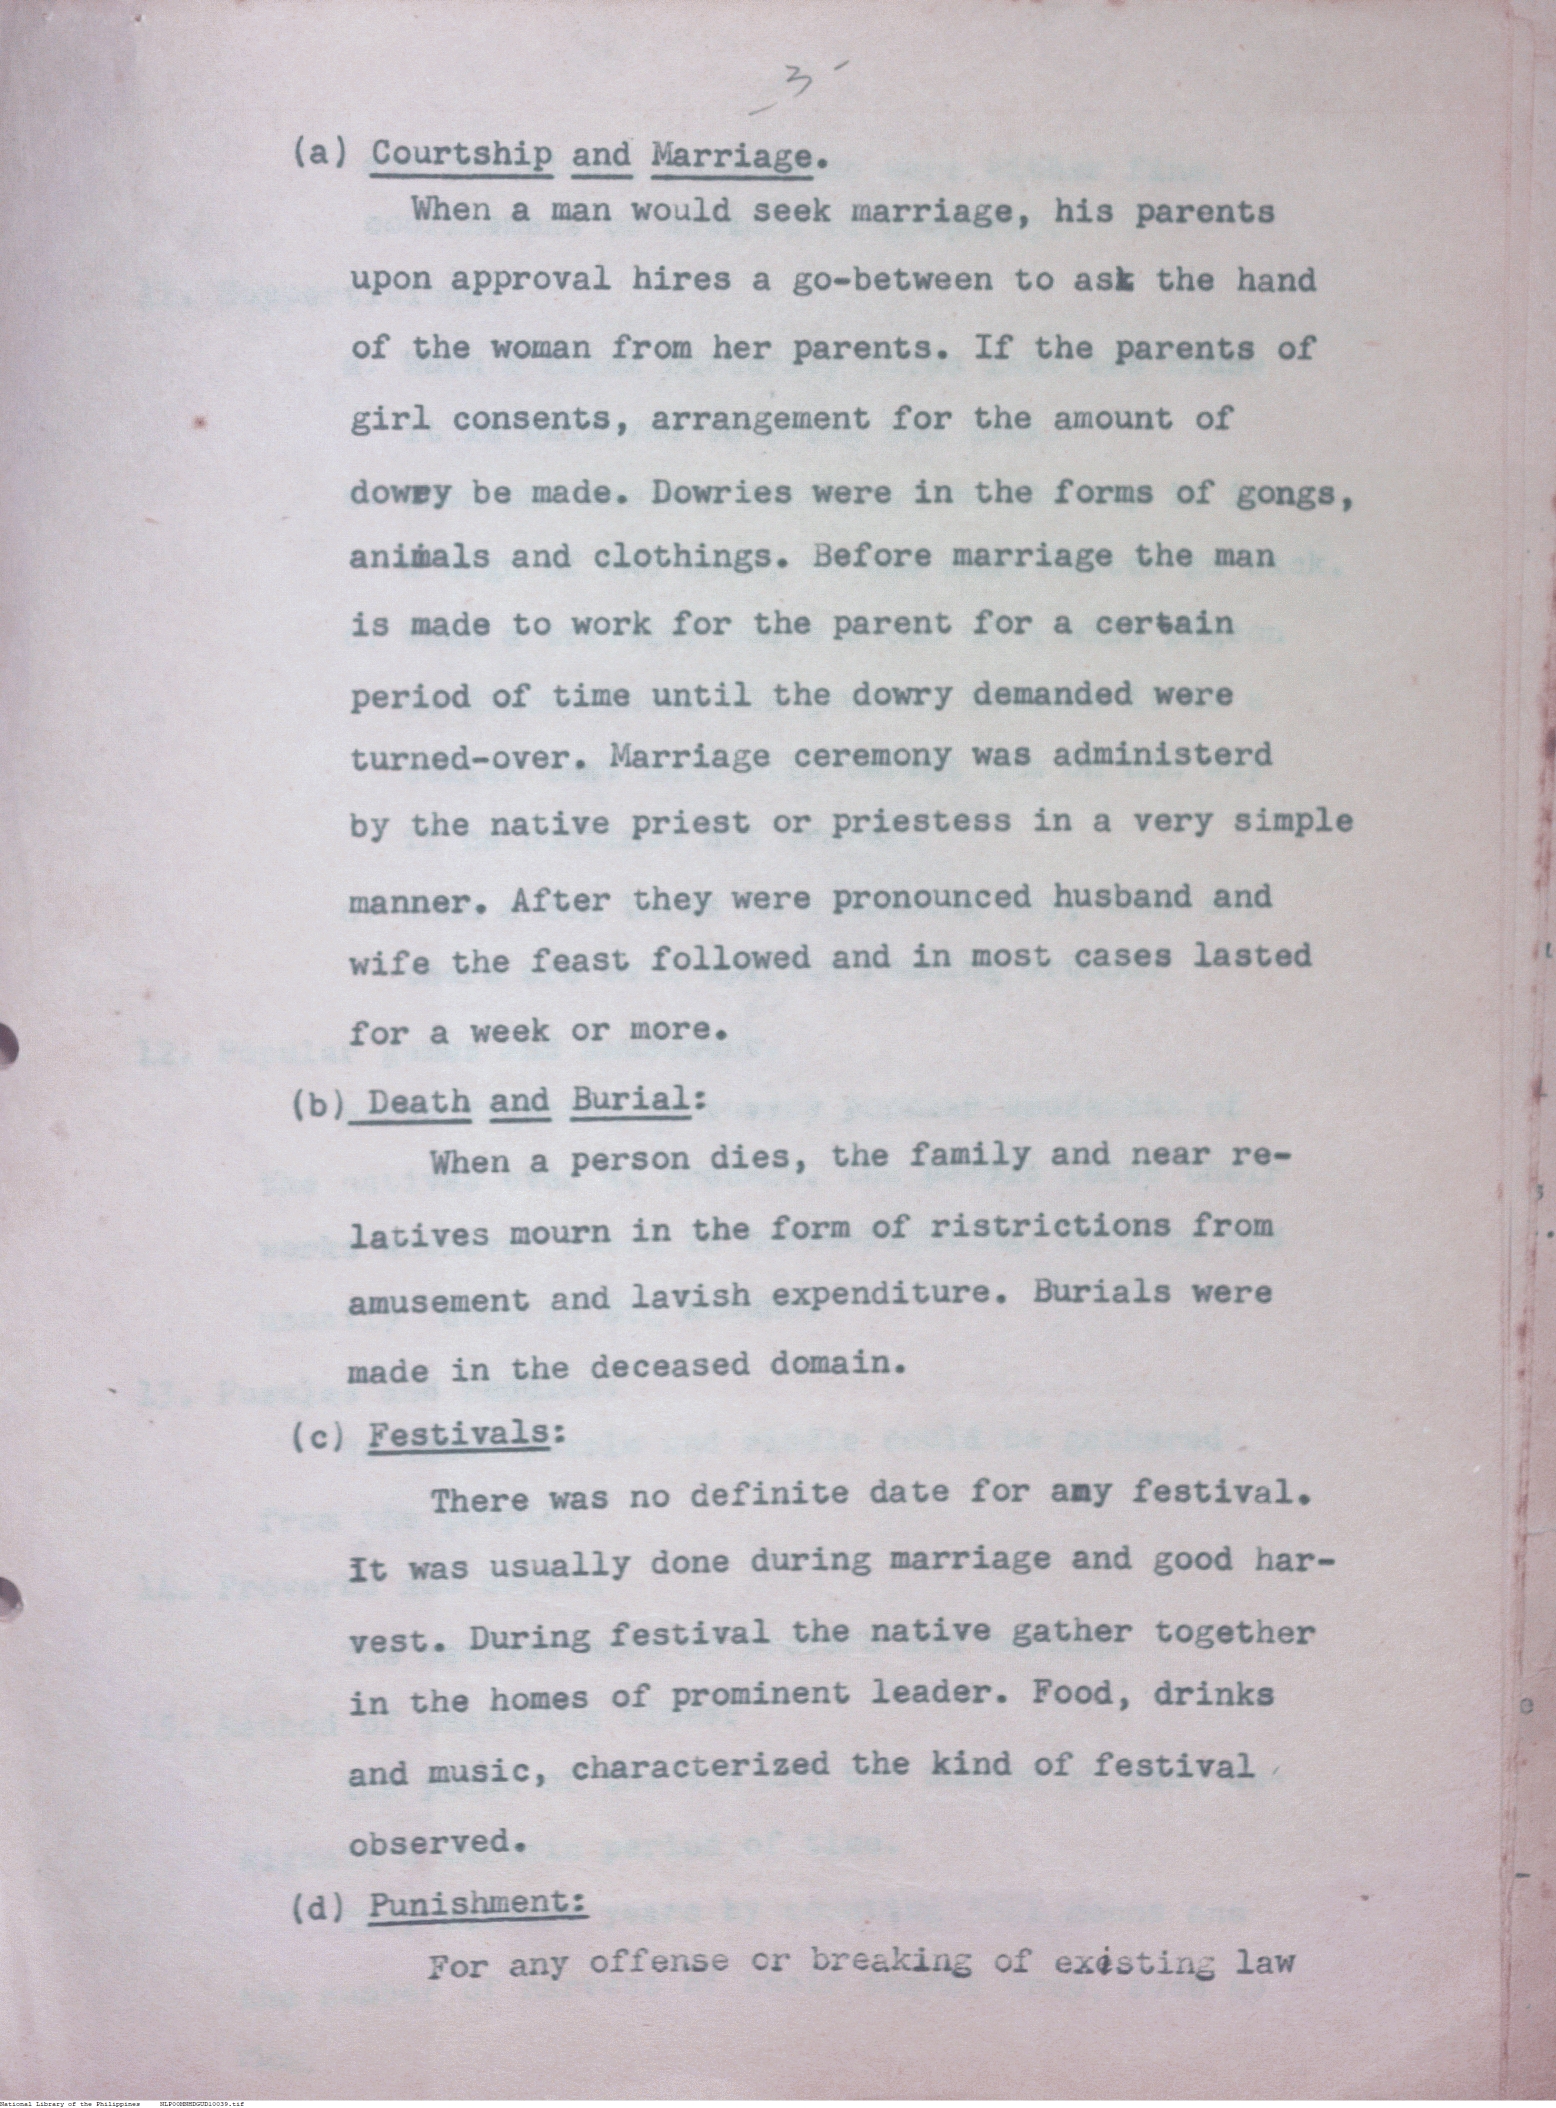 3
(a) Courtship and Marriage.
When a man would seek marriage, his parents
upon approval hires a go-between to ask the hand
of the woman from her parents. If the parents of
girl consents, arrangement for the amount of
dowry be made. Dowries were in the forms of gongs,
animals and clothings. Before marriage the man
is made to work for the parent for a certain
period of time until the dowry demanded were
turned-over. Marriage ceremony was administerd
by the native priest or priestess in a very simple
manner. After they were pronounced husband and
wife the feast followed and in most cases lasted
for a week or more.
(b) Death and Burial:
When a person dies, the family and near re-
latives mourn in the form of ristrictions from
amusement and lavish expenditure. Burials were
made in the deceased domain.
(c) Festivals:
There was no definite date for any festival.
It was usually done during marriage and good har-
vest. During festival the native gather together
in the homes of prominent leader. Food, drinks
and music, characterized the kind of festival
observed.
(d) Punishment:
For any offense or breaking of existing law
National Library of the Philippines NLP00MNHDGUD10039.tif